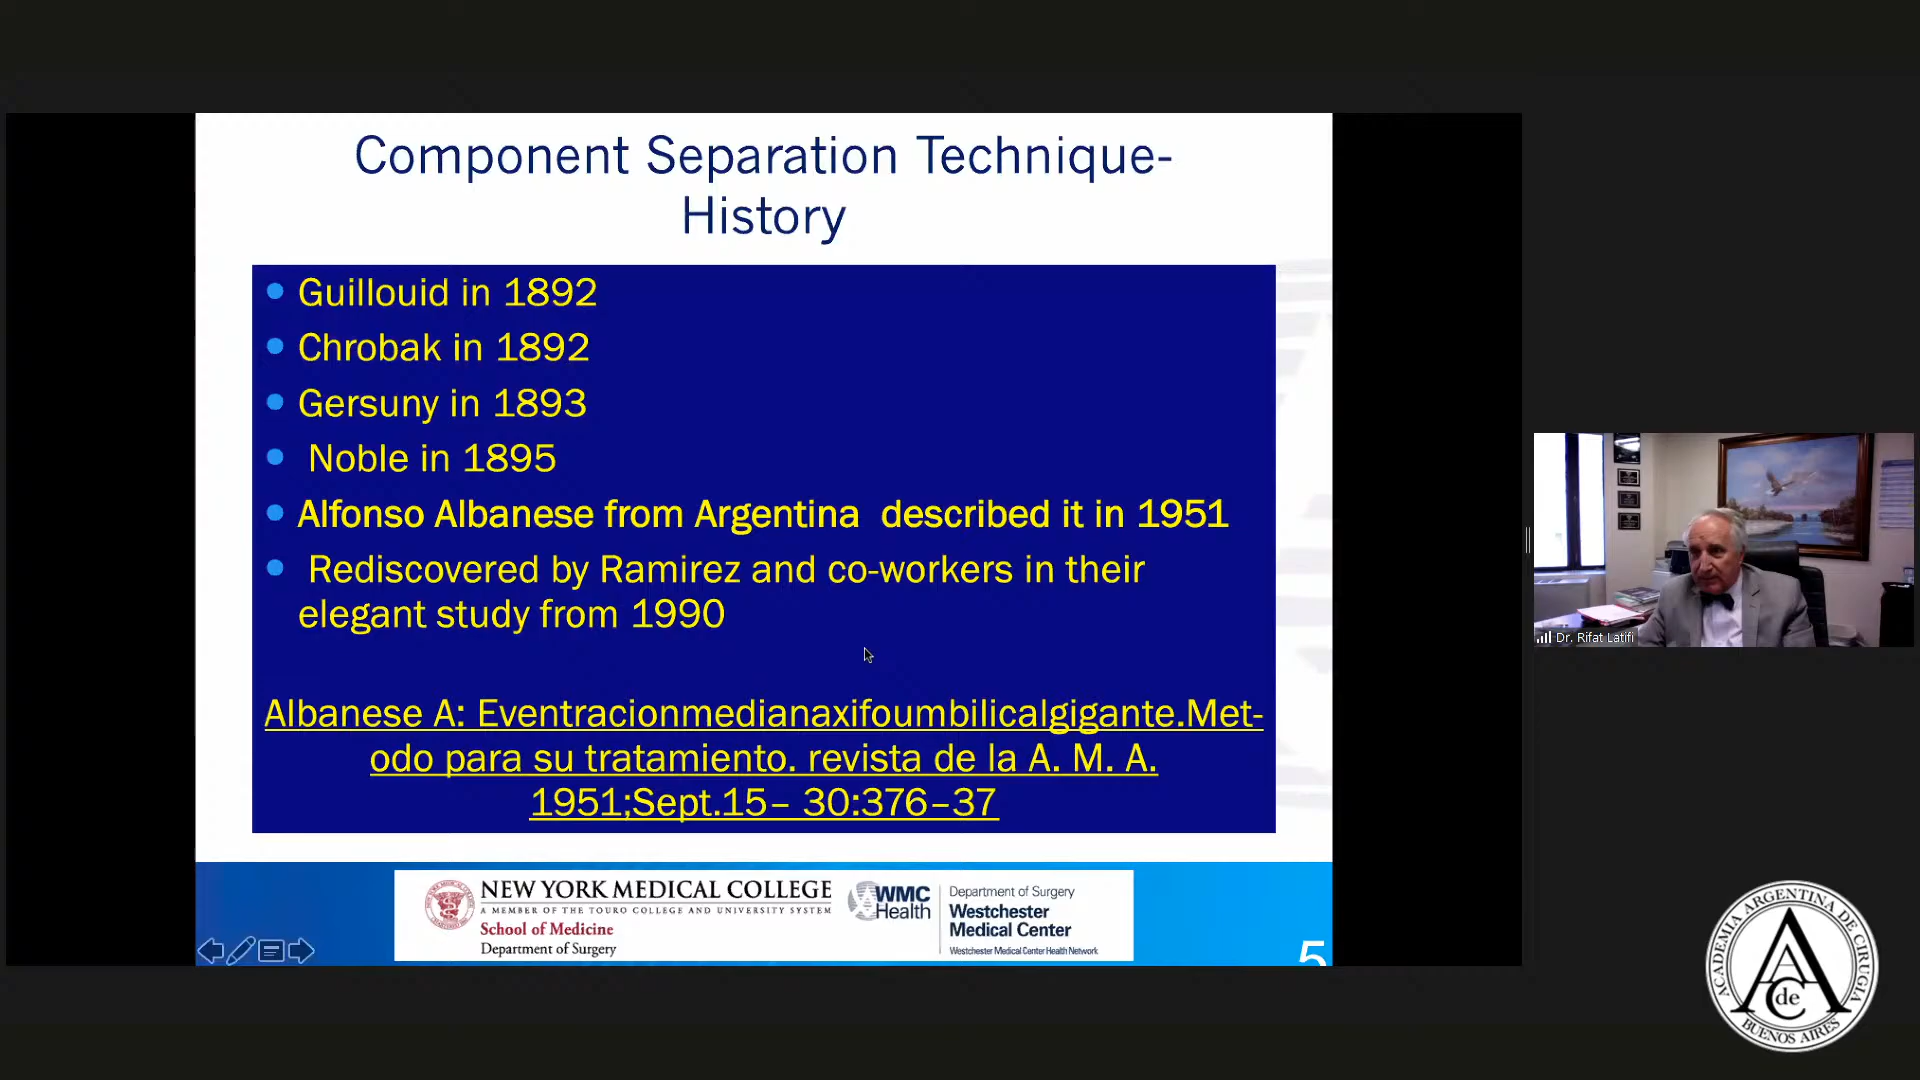 Component Separation Technique-
History
Guillouid in 1892
Chrobak in 1892
Gersuny in 1893
Noble in 1895
Alfonso Albanese from Argentina described it in 1951
Rediscovered by Ramirez and co-workers in their
elegant study from 1990
Albanese A: Eventracionmedianaxifoumbilicalgigante.Met-
odo para su tratamiento. revista de la A. M. A.
1951;Sept.15– 30:376–37
NEW YORK MEDICAL COLLEGE
A MEMBER OF THE TOURO COLLEGE AND UNIVERSITY SYSTEM
School of Medicine
Department of Surgery
WMC
Health
Department of Surgery
Westchester
Medical Center
Westchester Medical Center Health Network
5
Dr. Rifat Latifi
ACADEMIA ARGENTINA DE CIRUGIA
AAC
de
BUENOS AIRES